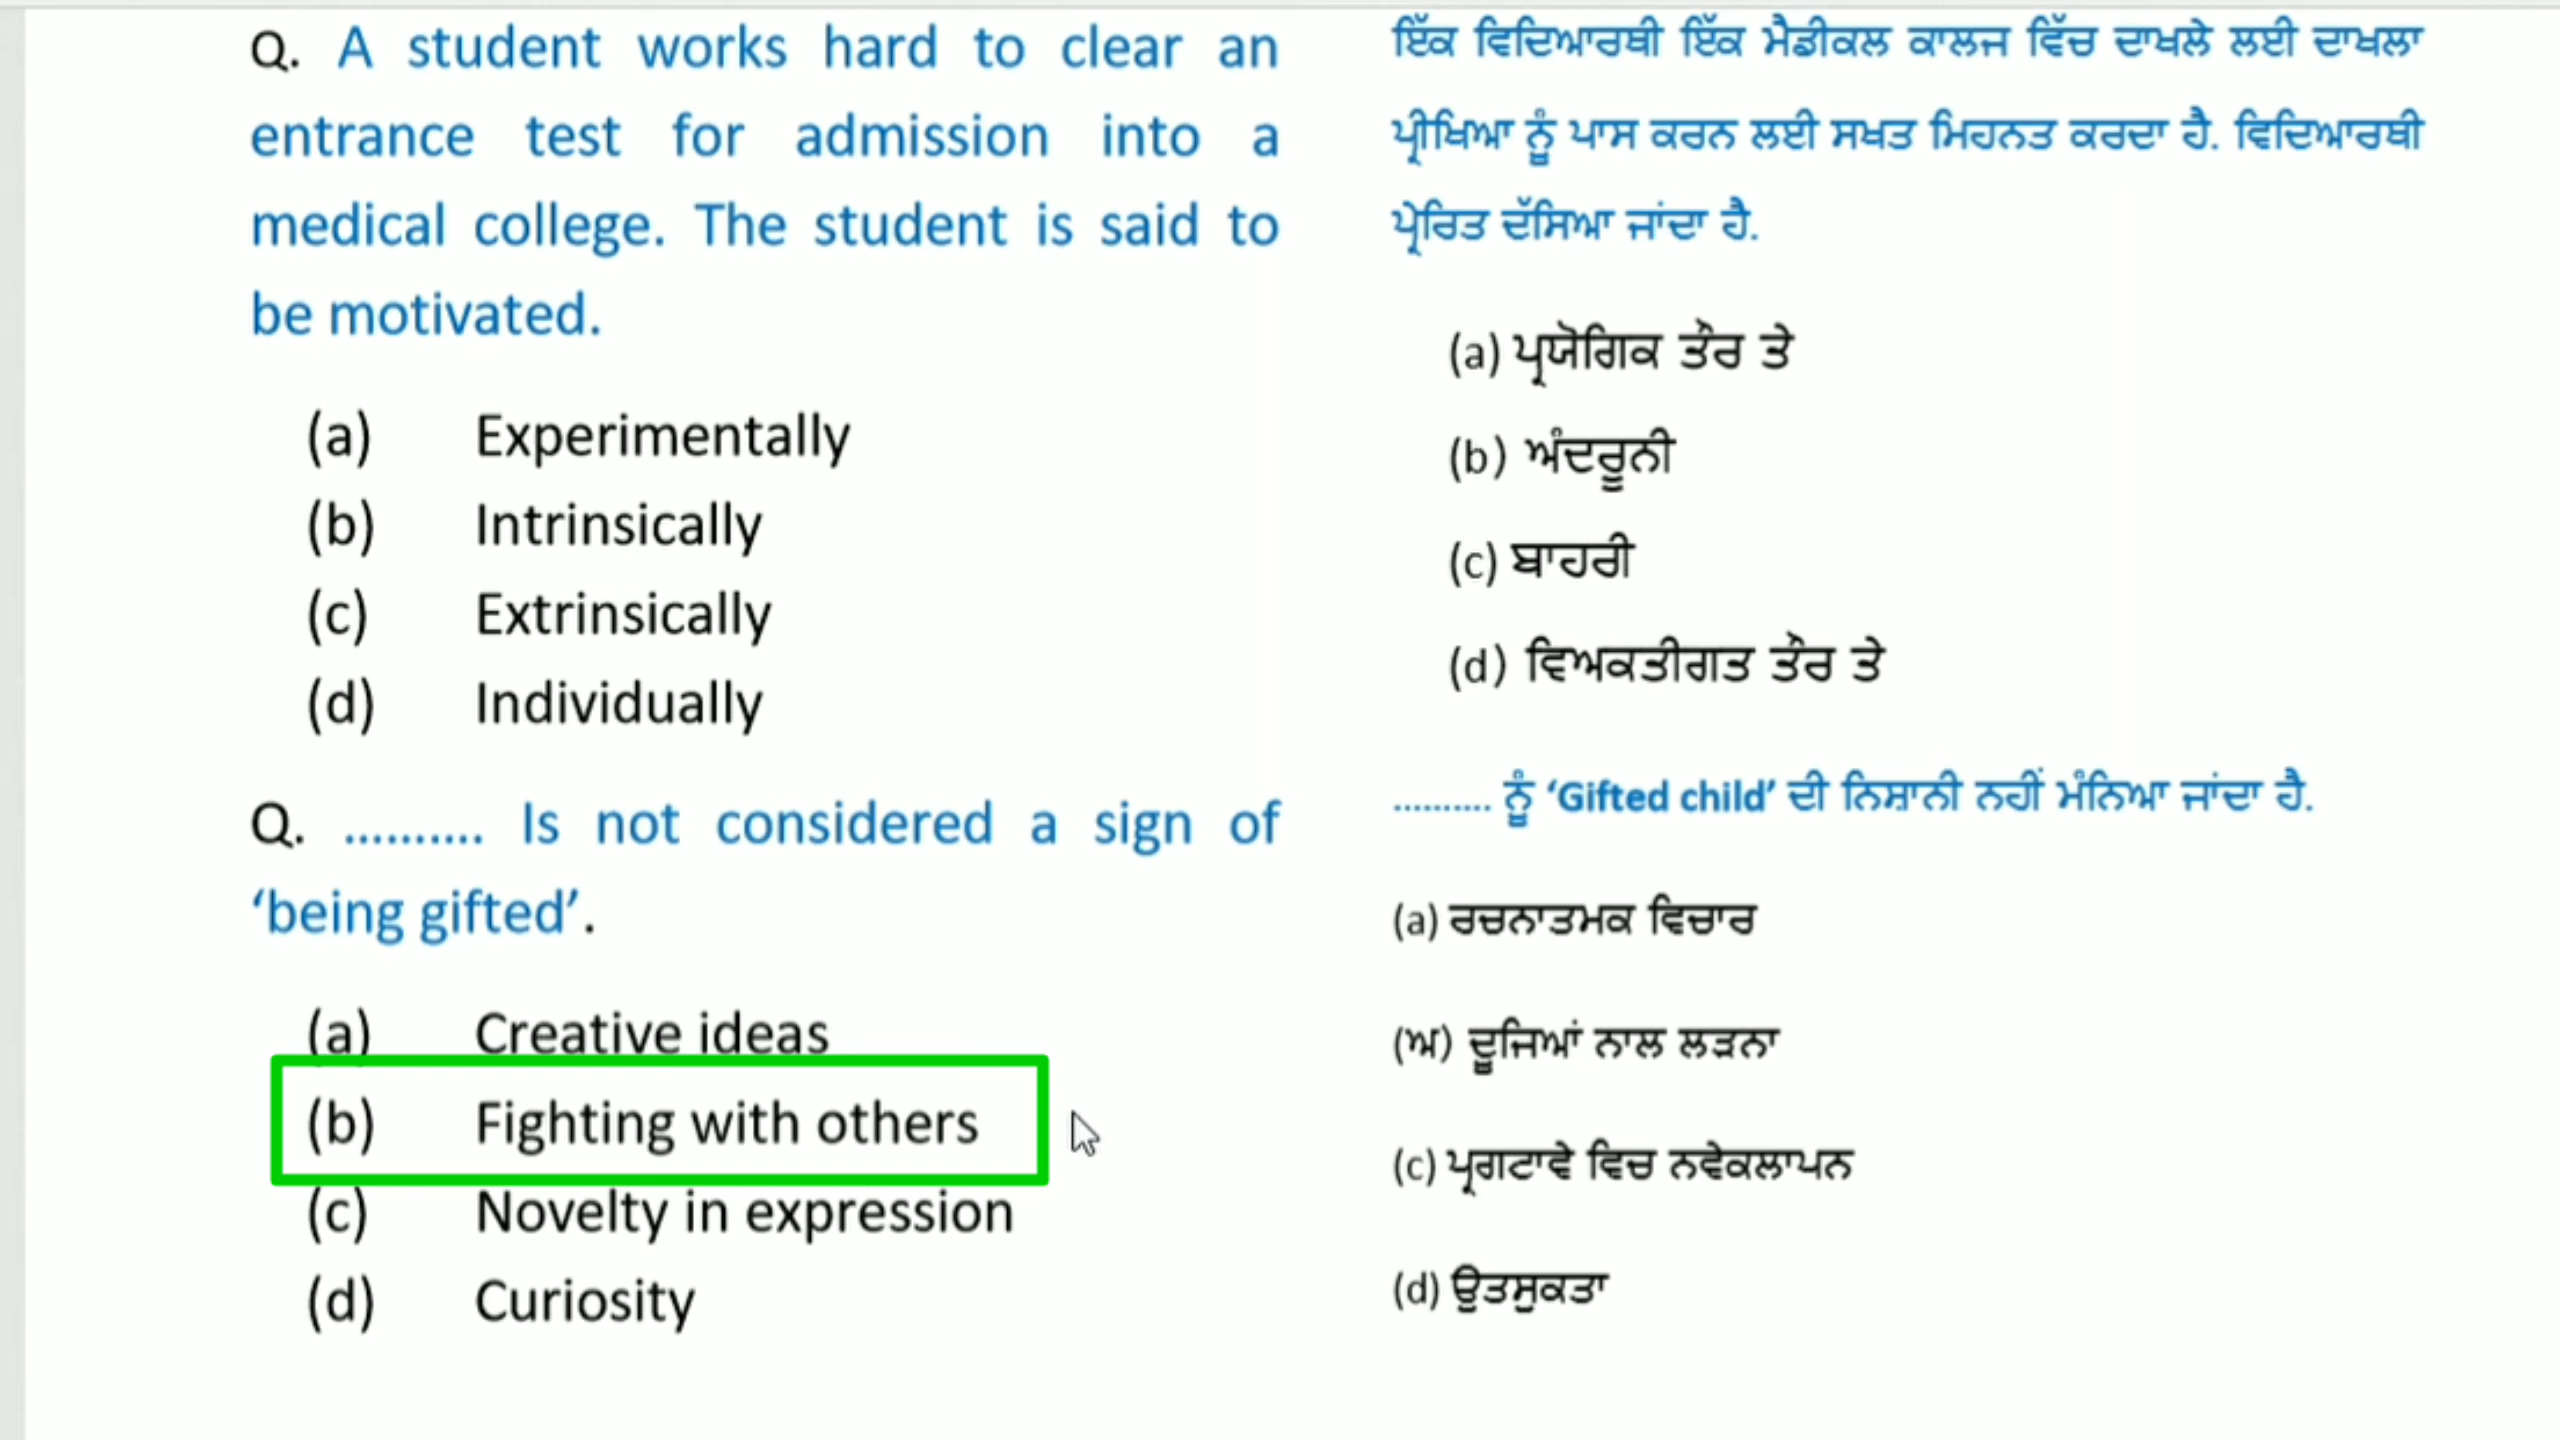 Q. A student works hard to clear an
entrance test for admission into a
medical college. The student is said to
be motivated.
(a) Experimentally
(b) Intrinsically
(c) Extrinsically
(d) Individually
Q. .......... Is not considered a sign of
‘being gifted’.
(a) Creative ideas
(b) Fighting with others
(c) Novelty in expression
(d) Curiosity
ਇੱਕ ਵਿਦਿਆਰਥੀ ਇੱਕ ਮੈਡੀਕਲ ਕਾਲਜ ਵਿੱਚ ਦਾਖਲੇ ਲਈ ਦਾਖਲਾ
ਪ੍ਰੀਖਿਆ ਨੂੰ ਪਾਸ ਕਰਨ ਲਈ ਸਖਤ ਮਿਹਨਤ ਕਰਦਾ ਹੈ. ਵਿਦਿਆਰਥੀ
ਪ੍ਰੇਰਿਤ ਦੱਸਿਆ ਜਾਂਦਾ ਹੈ.
(a) ਪ੍ਰਯੋਗਿਕ ਤੌਰ ਤੇ
(b) ਅੰਦਰੂਨੀ
(c) ਬਾਹਰੀ
(d) ਵਿਅਕਤੀਗਤ ਤੌਰ ਤੇ
.......... ਨੂੰ ‘Gifted child’ ਦੀ ਨਿਸ਼ਾਨੀ ਨਹੀਂ ਮੰਨਿਆ ਜਾਂਦਾ ਹੈ.
(a) ਰਚਨਾਤਮਕ ਵਿਚਾਰ
(ਅ) ਦੂਜਿਆਂ ਨਾਲ ਲੜਨਾ
(c) ਪ੍ਰਗਟਾਵੇ ਵਿਚ ਨਵੇਕਲਾਪਨ
(d) ਉਤਸੁਕਤਾ